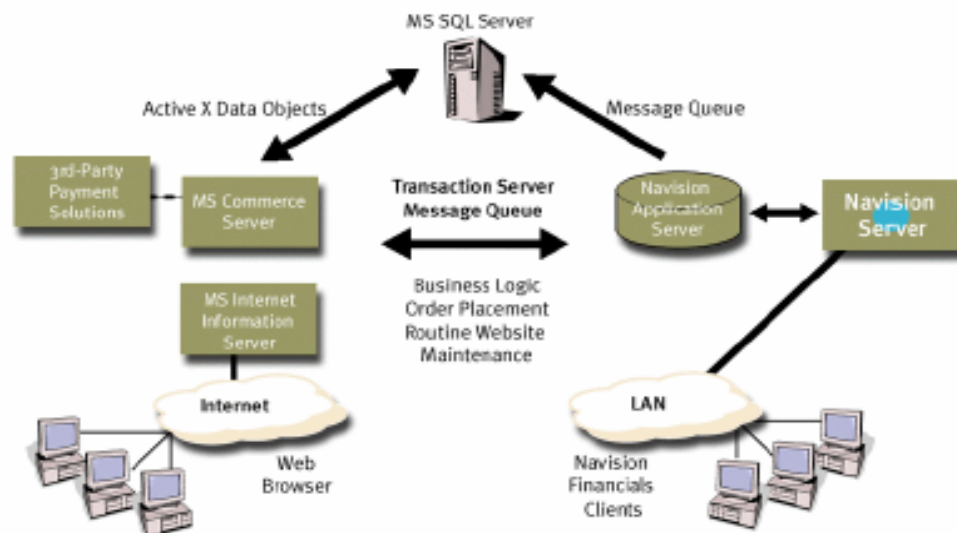 MS SQL Server
Active X Data Objects
Message Queue
3rd-Party
Payment
Solutions
MS Commerce
Server
Transaction Server
Message Queue
Navision
Application
Server
Navision
Server
Business Logic
Order Placement
Routine Website
Maintenance
MS Internet
Information
Server
Internet
LAN
Web
Browser
Navision
Financials
Clients